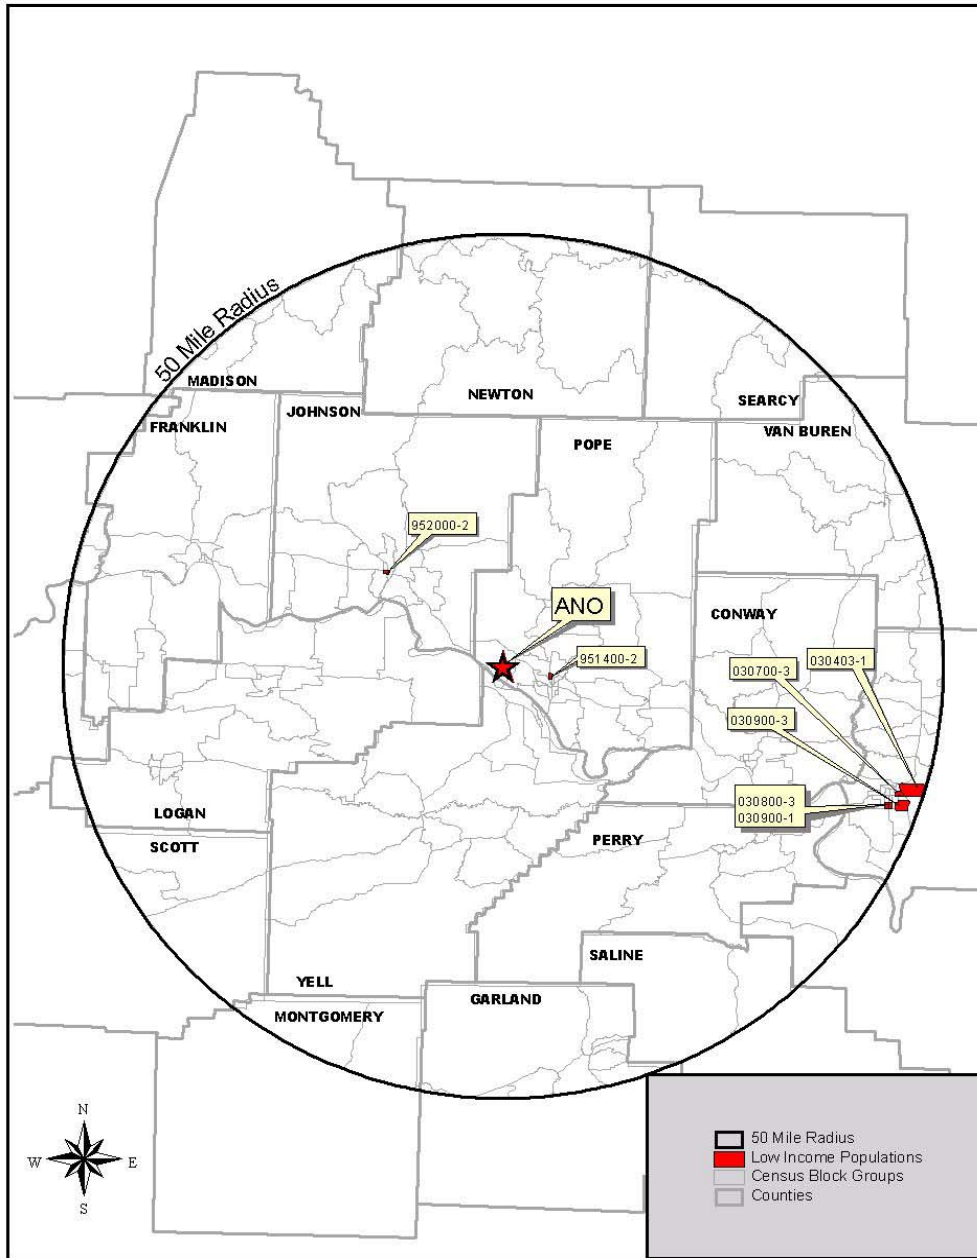 50 Mile Radius
MADISON
NEWTON
SEARCY
FRANKLIN
JOHNSON
POPE
VAN BUREN
952000-2
ANO
CONWAY
951400-2
030700-3
030403-1
030900-3
030800-3
030900-1
LOGAN
SCOTT
PERRY
YELL
SALINE
MONTGOMERY
GARLAND
N
W
E
S
50 Mile Radius
Low Income Populations
Census Block Groups
Counties